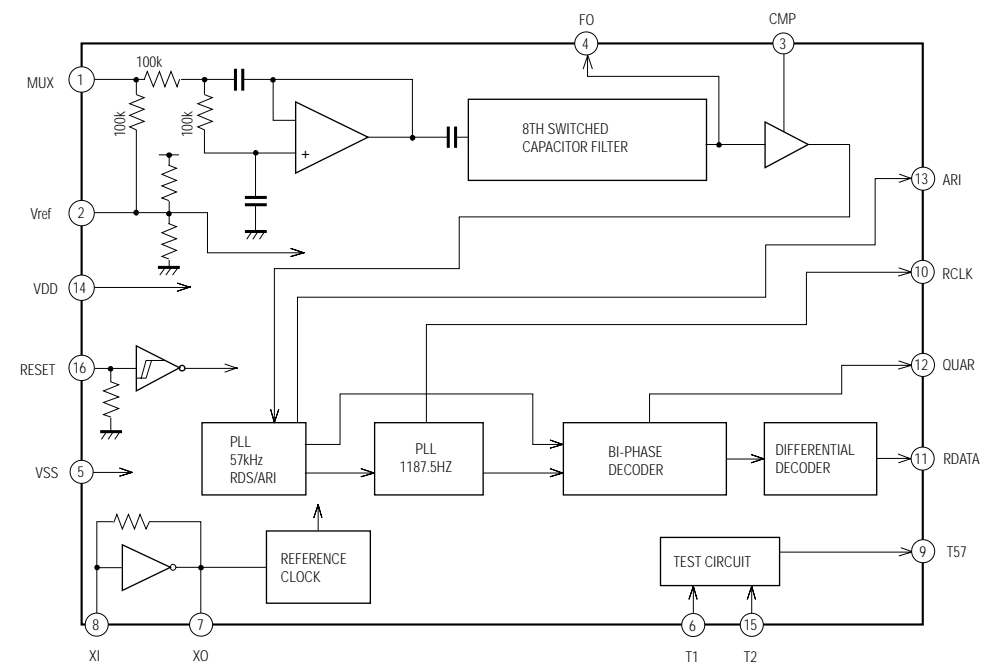 FO
CMP
4
3
100k
MUX
1
100k
100k
8TH SWITCHED
CAPACITOR FILTER
+
13
ARI
Vref
2
10
RCLK
VDD
14
RESET
16
12
QUAR
PLL
57kHz
RDS/ARI
PLL
1187.5HZ
BI-PHASE
DECODER
DIFFERENTIAL
DECODER
11
RDATA
VSS
5
REFERENCE
CLOCK
TEST CIRCUIT
9
T57
8
7
6
15
XI
XO
T1
T2